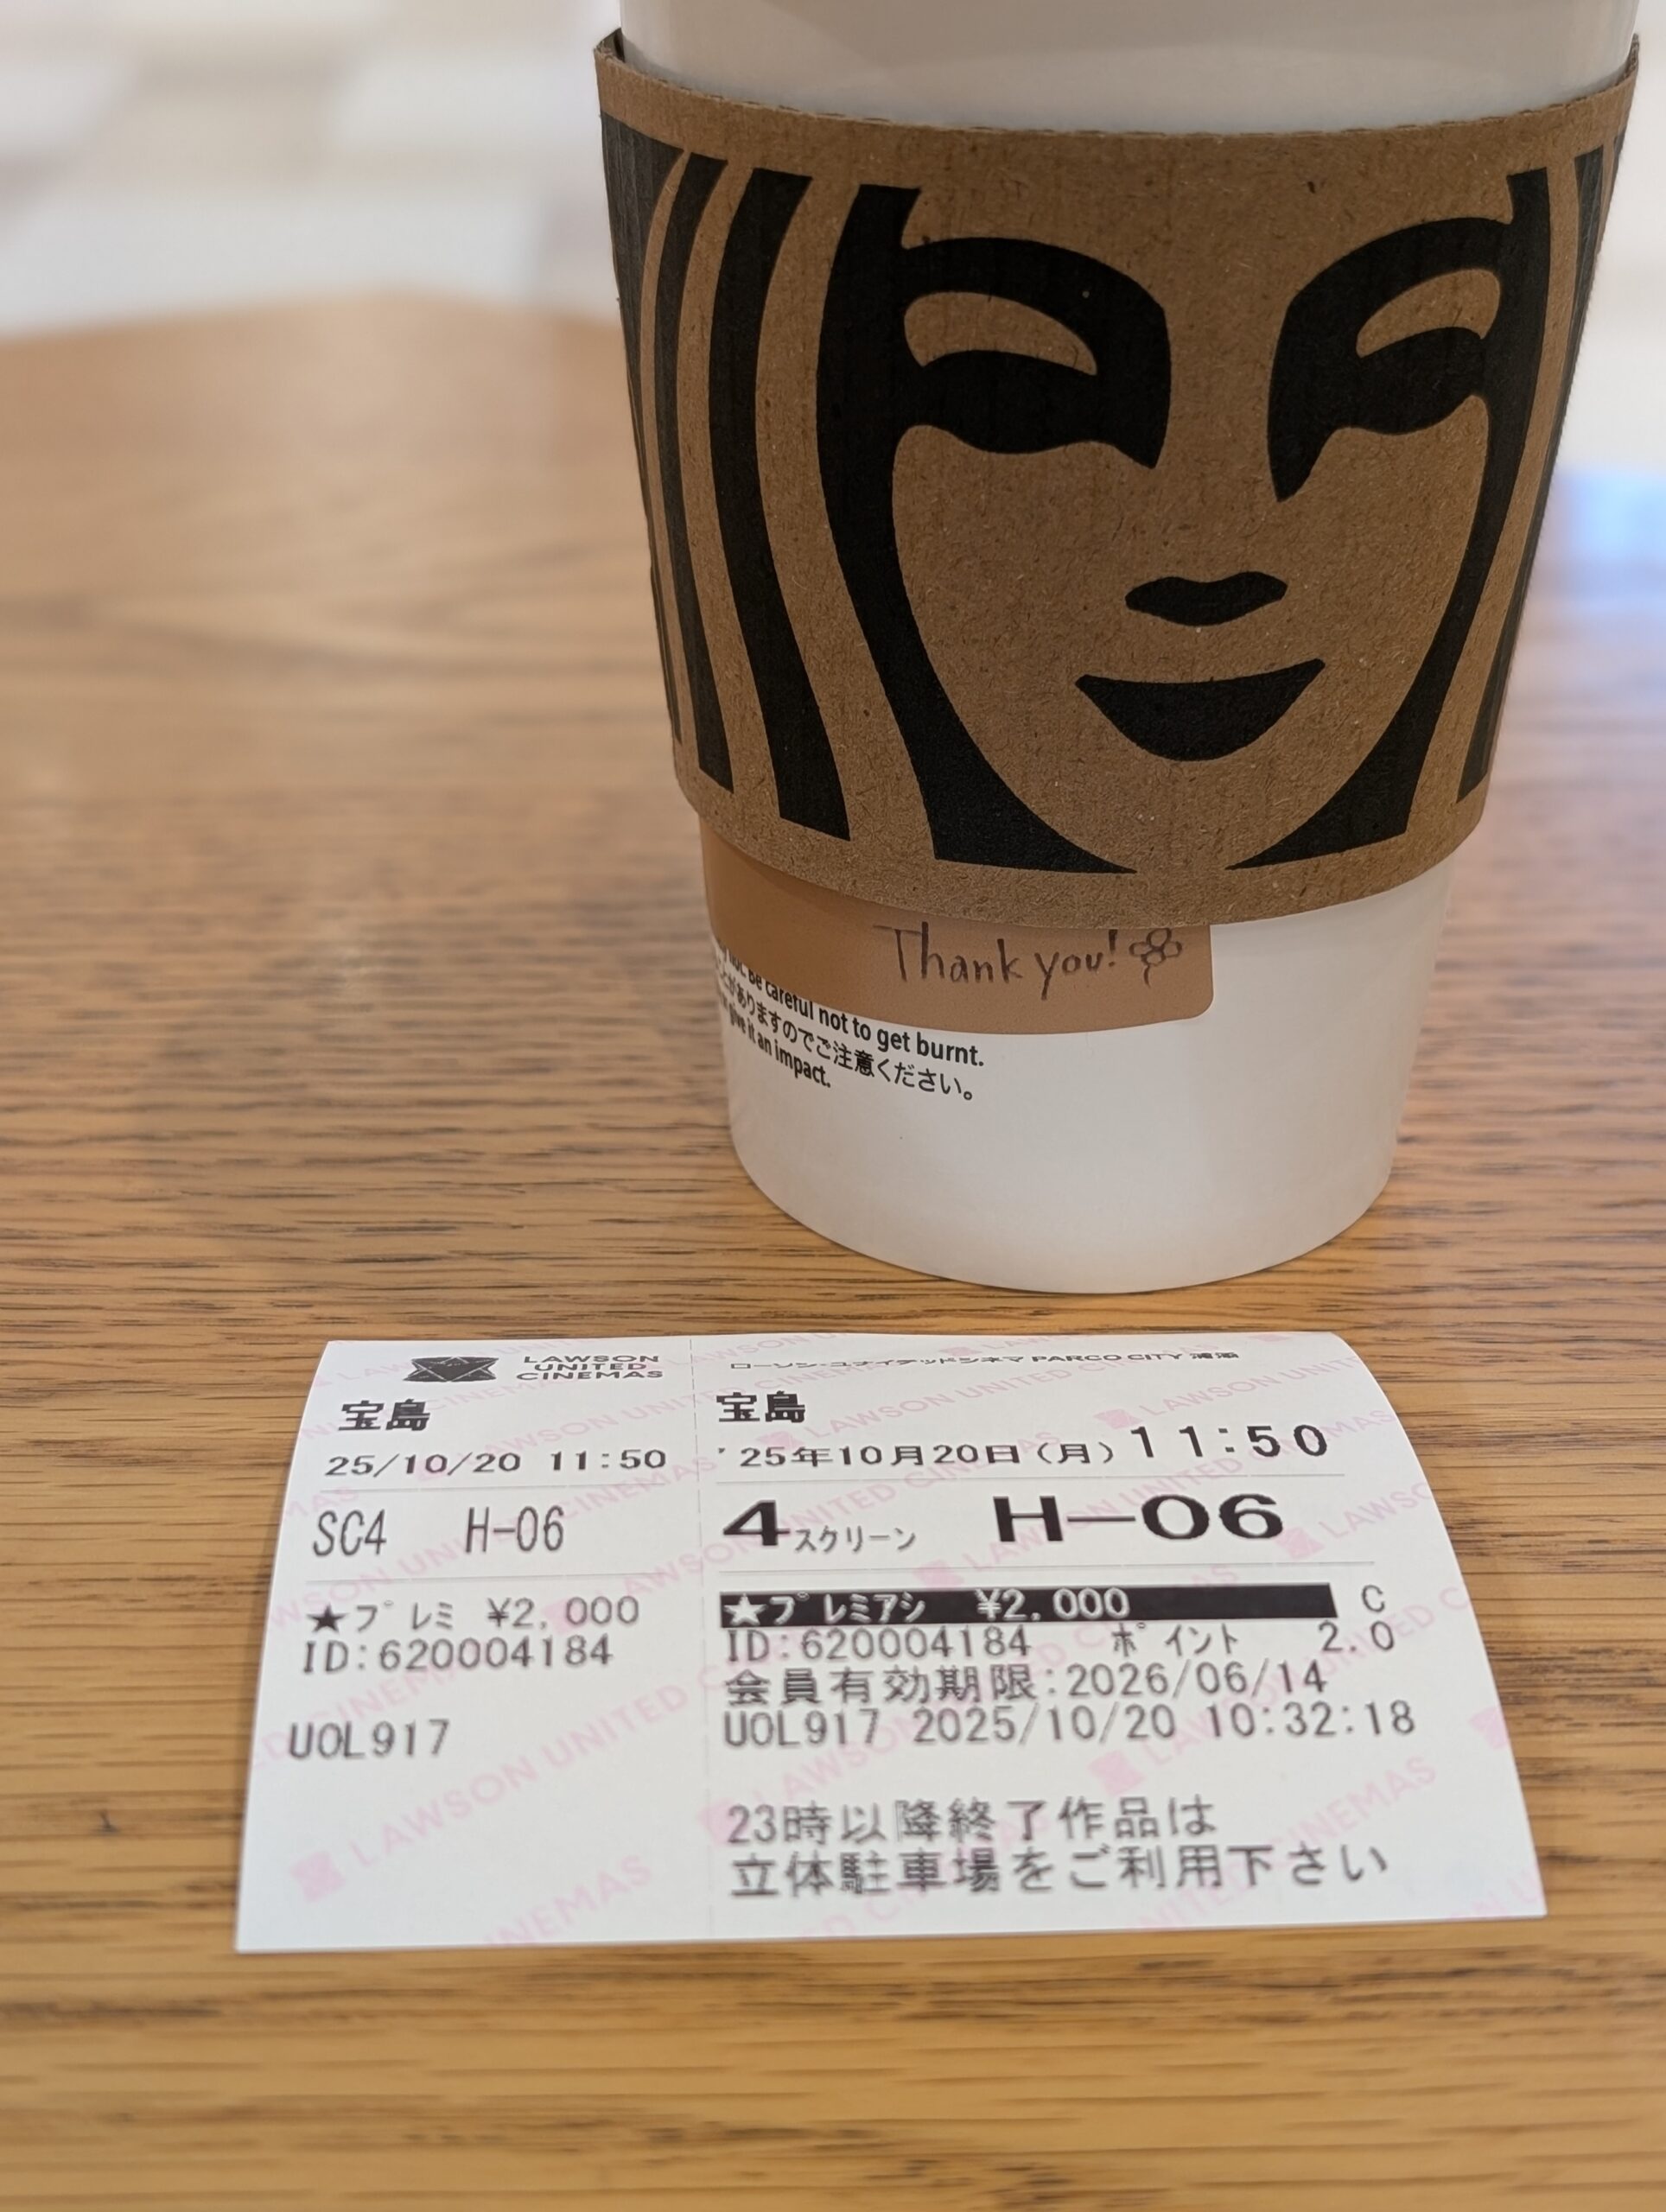 Thank you!
Be careful not to get burnt.
ことがありますのでご注意ください。
give it an impact.
LAWSON
UNITED
CINEMAS
宝島
25/10/20 11:50
SC4 H-06
★プレミ ¥2,000
ID:620004184
UOL917
ローソン・ユナイテッドシネマ PARCO CITY 浦添
宝島
'25年10月20日(月) 11:50
4スクリーン H-06
★プレミアシ ¥2,000 C
ID:620004184 ポイント 2.0
会員有効期限:2026/06/14
UOL917 2025/10/20 10:32:18
23時以降終了作品は
立体駐車場をご利用下さい